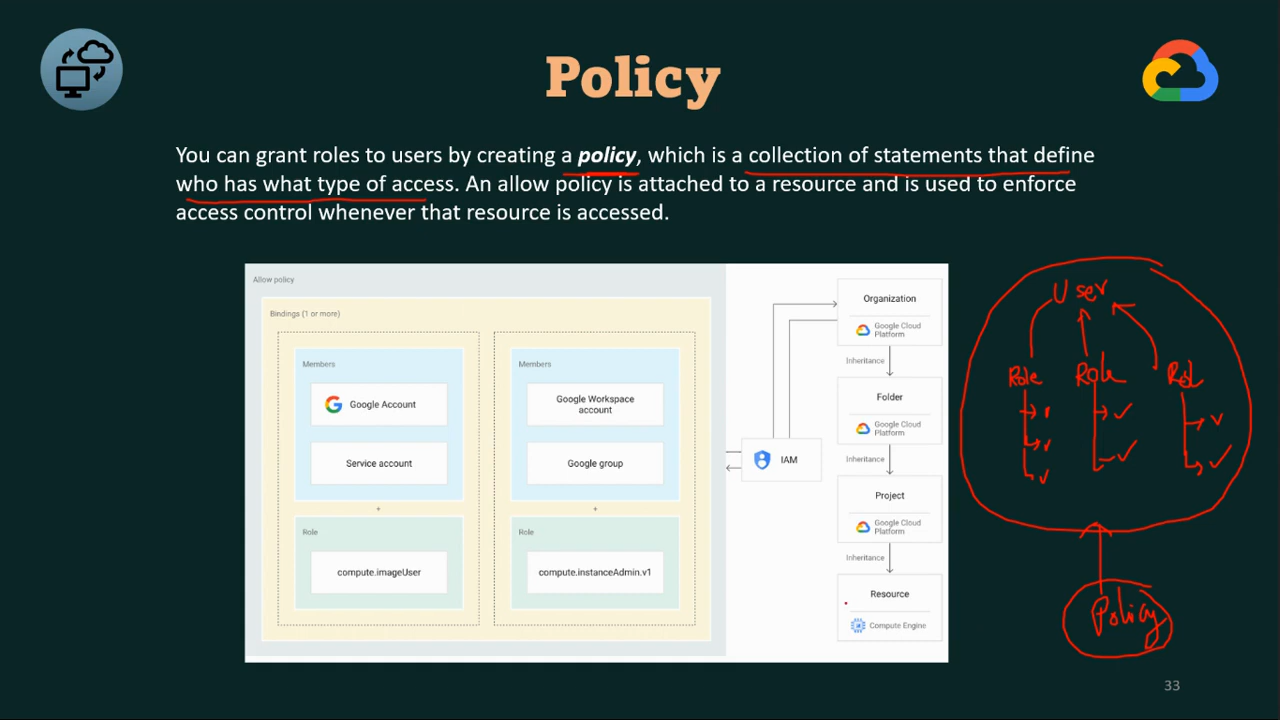 Policy
You can grant roles to users by creating a policy, which is a collection of statements that define
who has what type of access. An allow policy is attached to a resource and is used to enforce
access control whenever that resource is accessed.
Allow policy
Bindings (1 or more)
Members
Google Account
Service account
+
Role
compute.imageUser
Members
Google Workspace
account
Google group
+
Role
compute.instanceAdmin.v1
IAM
Organization
Google Cloud
Platform
Inheritance
Folder
Google Cloud
Platform
Inheritance
Project
Google Cloud
Platform
Inheritance
Resource
Compute Engine
User
Role Role
Policy
33